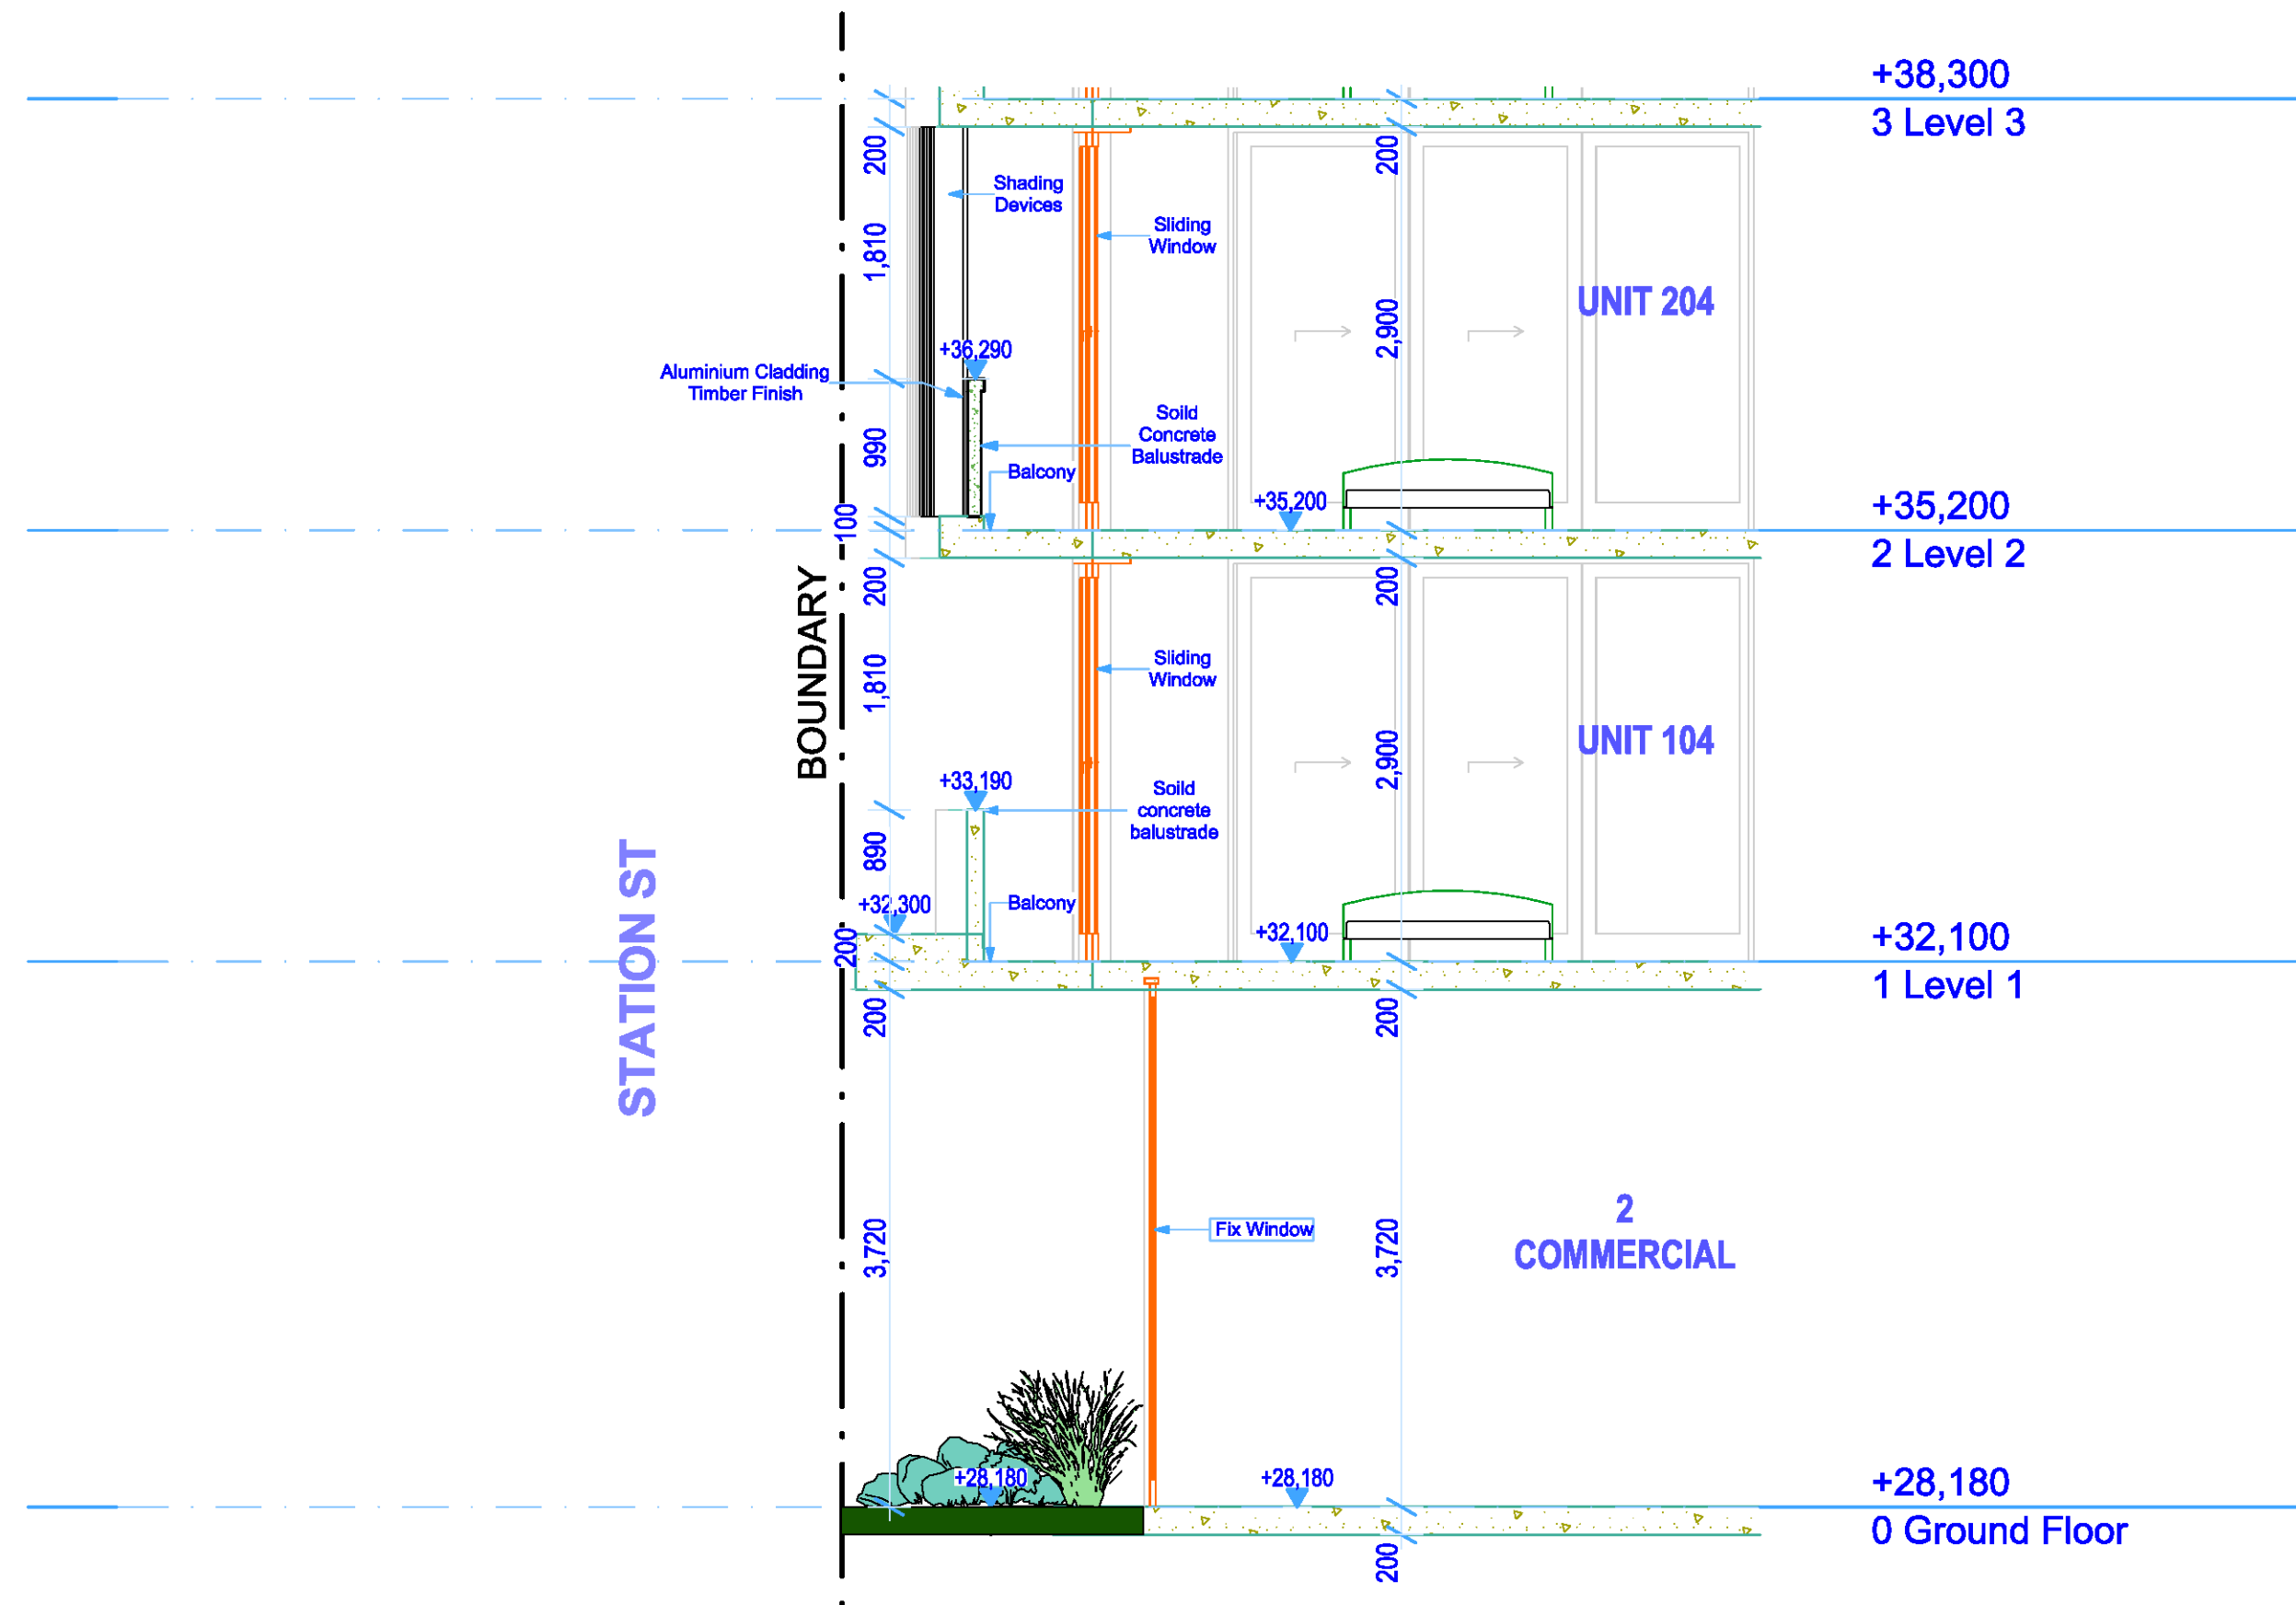 +38,300
3 Level 3
200
200
Shading
Devices
Sliding
Window
1,810
UNIT 204
2,900
+36,290
Aluminium Cladding
Timber Finish
Soild
Concrete
Balustrade
990
Balcony
+35,200
+35,200
2 Level 2
100
200
200
BOUNDARY
Sliding
Window
1,810
UNIT 104
2,900
+33,190
Soild
concrete
balustrade
890
STATION ST
+32,300
Balcony
+32,100
+32,100
1 Level 1
200
200
200
2
COMMERCIAL
Fix Window
3,720
3,720
+28,180
+28,180
+28,180
0 Ground Floor
200